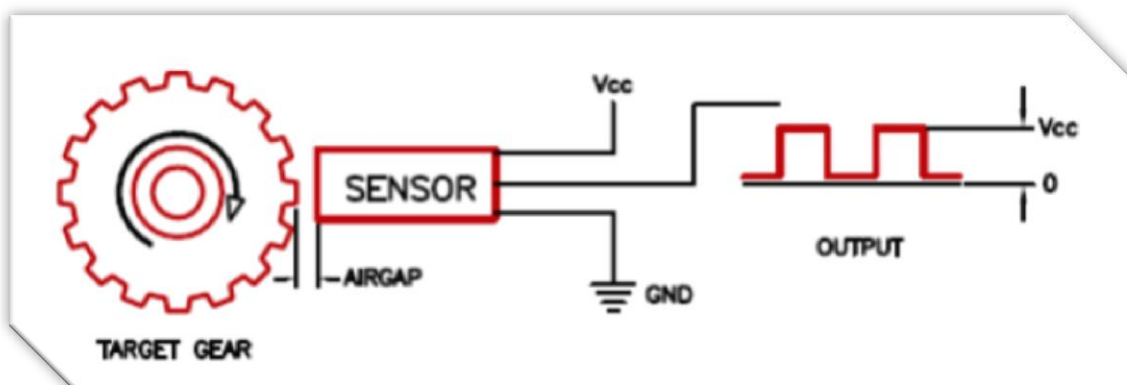 Vcc
SENSOR
Vcc
0
OUTPUT
AIRGAP
GND
TARGET GEAR